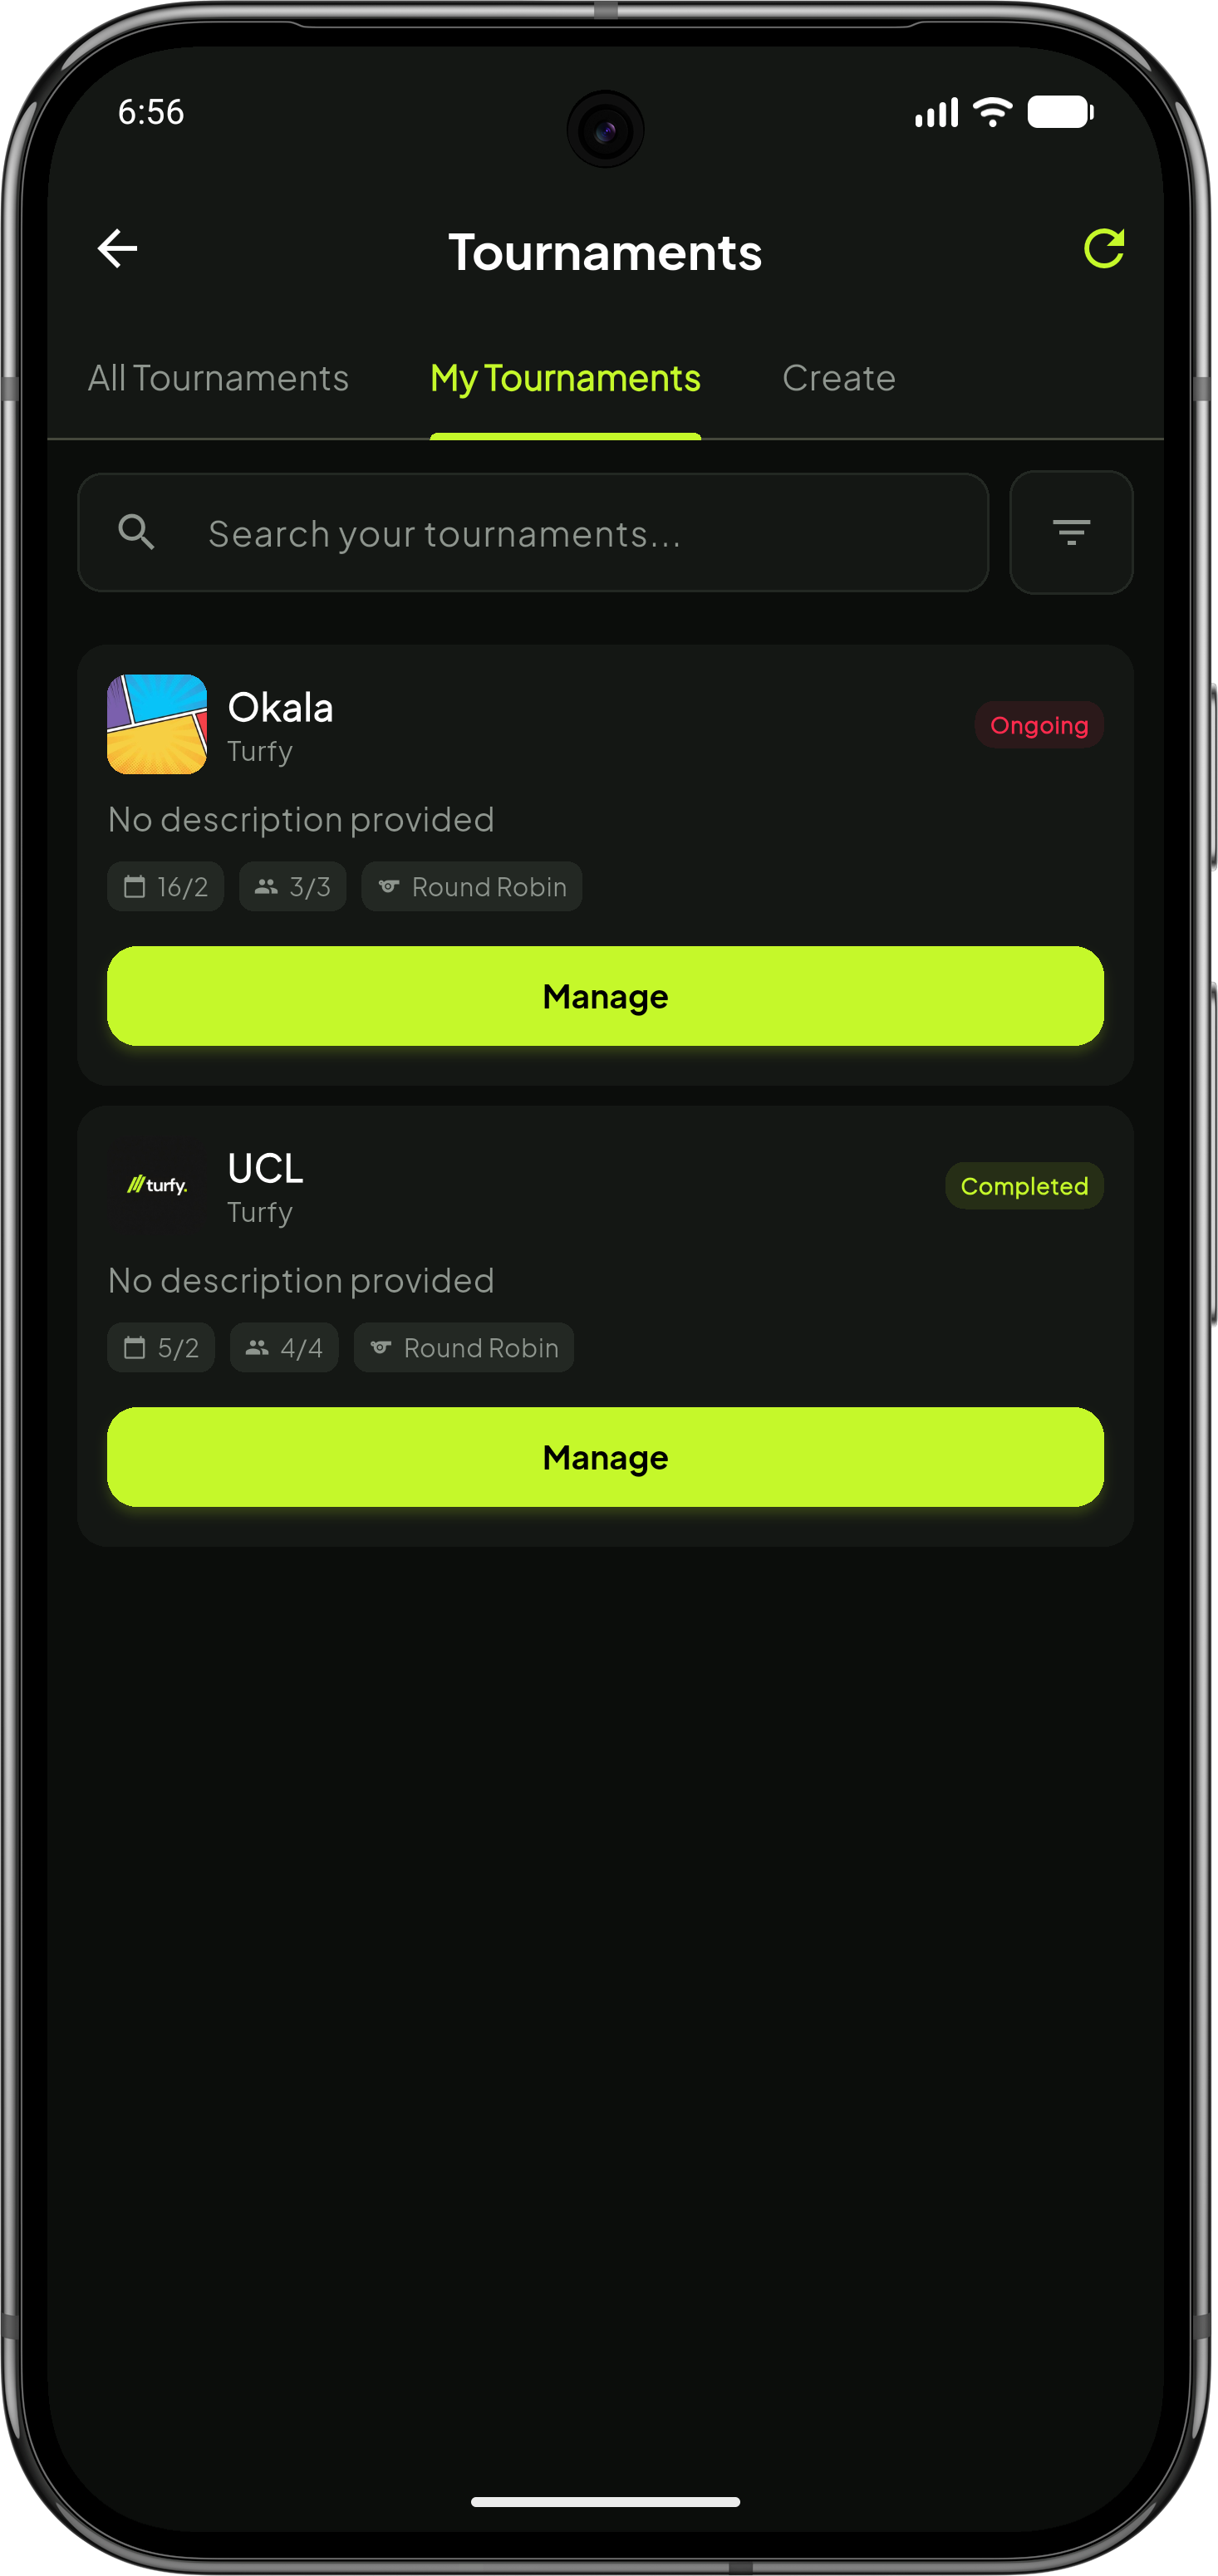 6:56
Tournaments
All Tournaments My Tournaments Create
Search your tournaments...
Okala
Turfy
Ongoing
No description provided
16/2 3/3 Round Robin
Manage
turfy.
UCL
Turfy
Completed
No description provided
5/2 4/4 Round Robin
Manage